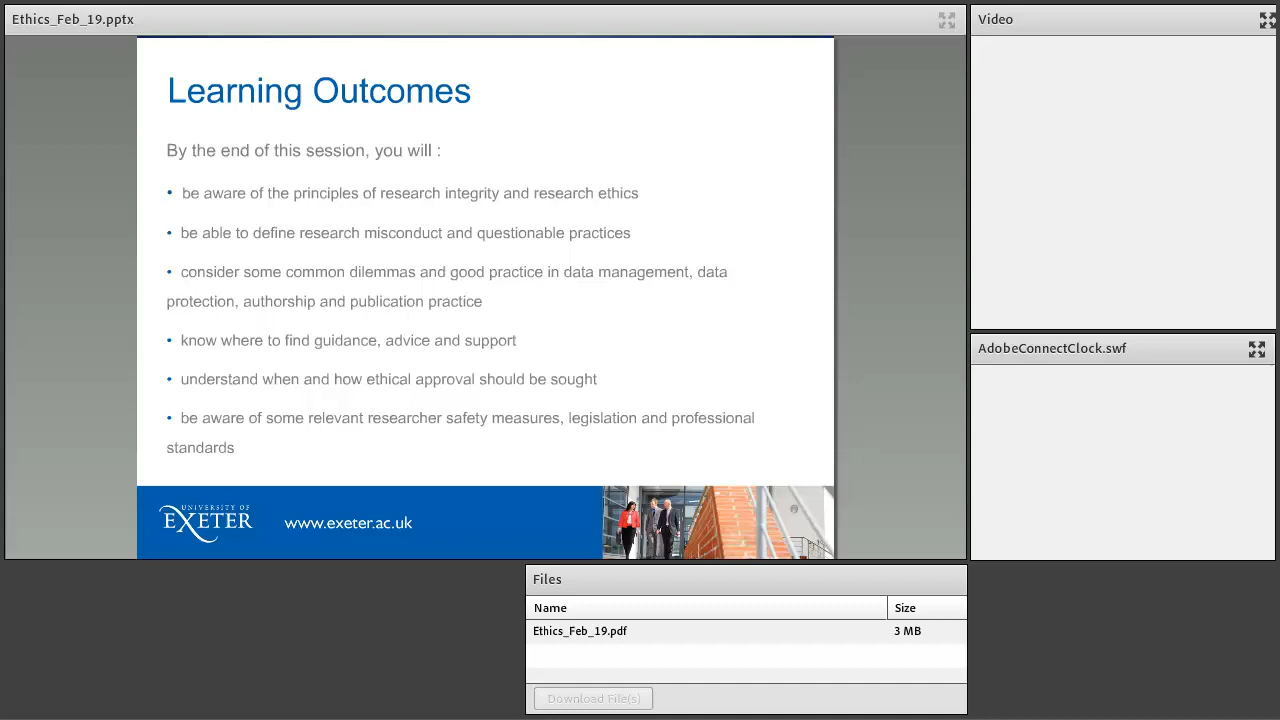 Ethics_Feb_19.pptx
Video
Learning Outcomes
By the end of this session, you will :
• be aware of the principles of research integrity and research ethics
• be able to define research misconduct and questionable practices
• consider some common dilemmas and good practice in data management, data
protection, authorship and publication practice
• know where to find guidance, advice and support
• understand when and how ethical approval should be sought
• be aware of some relevant researcher safety measures, legislation and professional
standards
UNIVERSITY OF
EXETER
www.exeter.ac.uk
AdobeConnectClock.swf
Files
Name Size
Ethics_Feb_19.pdf 3 MB
Download File(s)